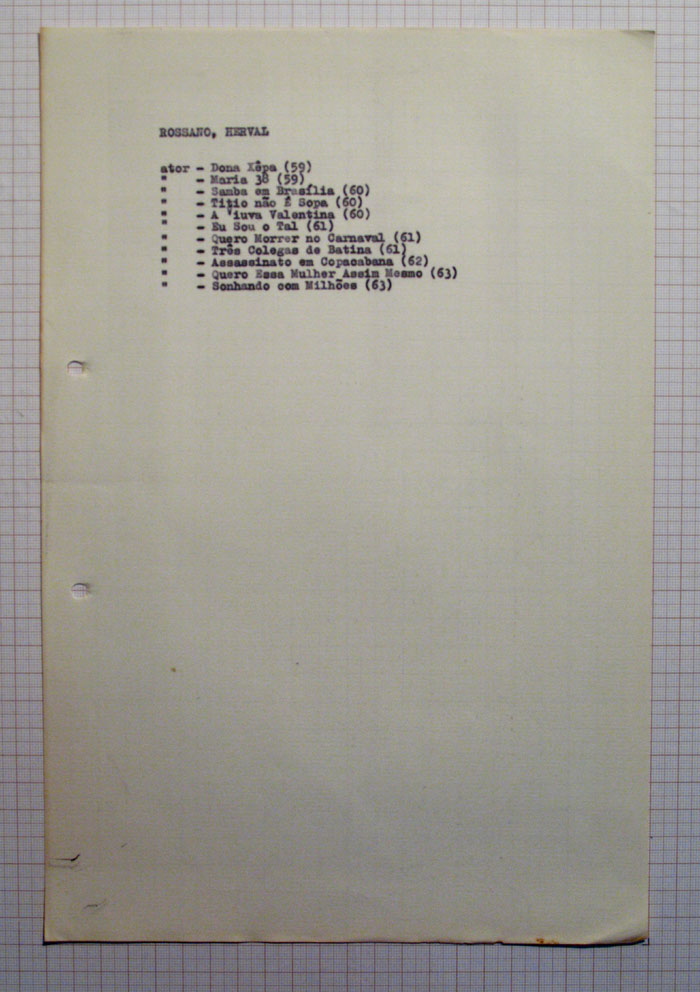 ROSSANO, HERVAL
ator - Dona Xêpa (59)
" - Maria 38 (59)
" - Samba em Brasília (60)
" - Titio não É Sopa (60)
" - A 'iuva Valentina (60)
" - Eu Sou o Tal (61)
" - Quero Morrer no Carnaval (61)
" - Três Colegas de Batina (61)
" - Assassinato em Copacabana (62)
" - Quero Essa Mulher Assim Mesmo (63)
" - Sonhando com Milhões (63)